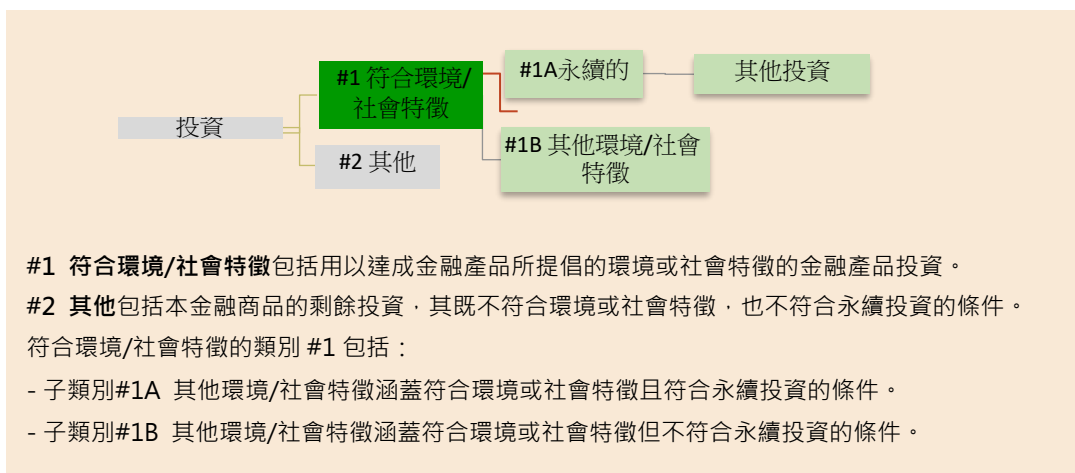 #1 符合環境/
社會特徵
#1A永續的
其他投資
投資
#2 其他
#1B 其他環境/社會
特徵
#1 符合環境/社會特徵包括用以達成金融產品所提倡的環境或社會特徵的金融產品投資。
#2 其他包括本金融商品的剩餘投資，其既不符合環境或社會特徵，也不符合永續投資的條件。
符合環境/社會特徵的類別 #1 包括：
- 子類別#1A 其他環境/社會特徵涵蓋符合環境或社會特徵且符合永續投資的條件。
- 子類別#1B 其他環境/社會特徵涵蓋符合環境或社會特徵但不符合永續投資的條件。